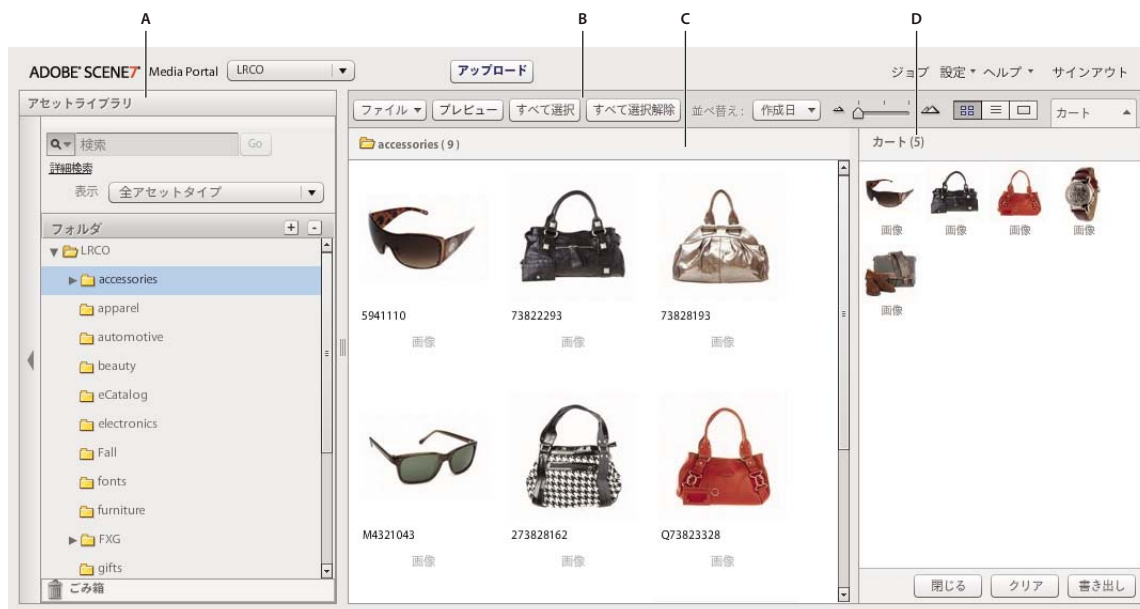 A B C D
ADOBE® SCENE7® Media Portal LRCO アップロード ジョブ 設定 ヘルプ サインアウト
アセットライブラリ
ファイル プレビュー すべて選択 すべて選択解除 並べ替え： 作成日 カート
検索 Go
詳細検索
表示 全アセットタイプ
フォルダ + -
LRCO
accessories
apparel
automotive
beauty
eCatalog
electronics
Fall
fonts
furniture
FXG
gifts
ごみ箱
accessories ( 9 )
5941110 73822293 73828193
画像 画像 画像
M4321043 273828162 Q73823328
画像 画像 画像
カート (5)
画像 画像 画像 画像
画像
閉じる クリア 書き出し